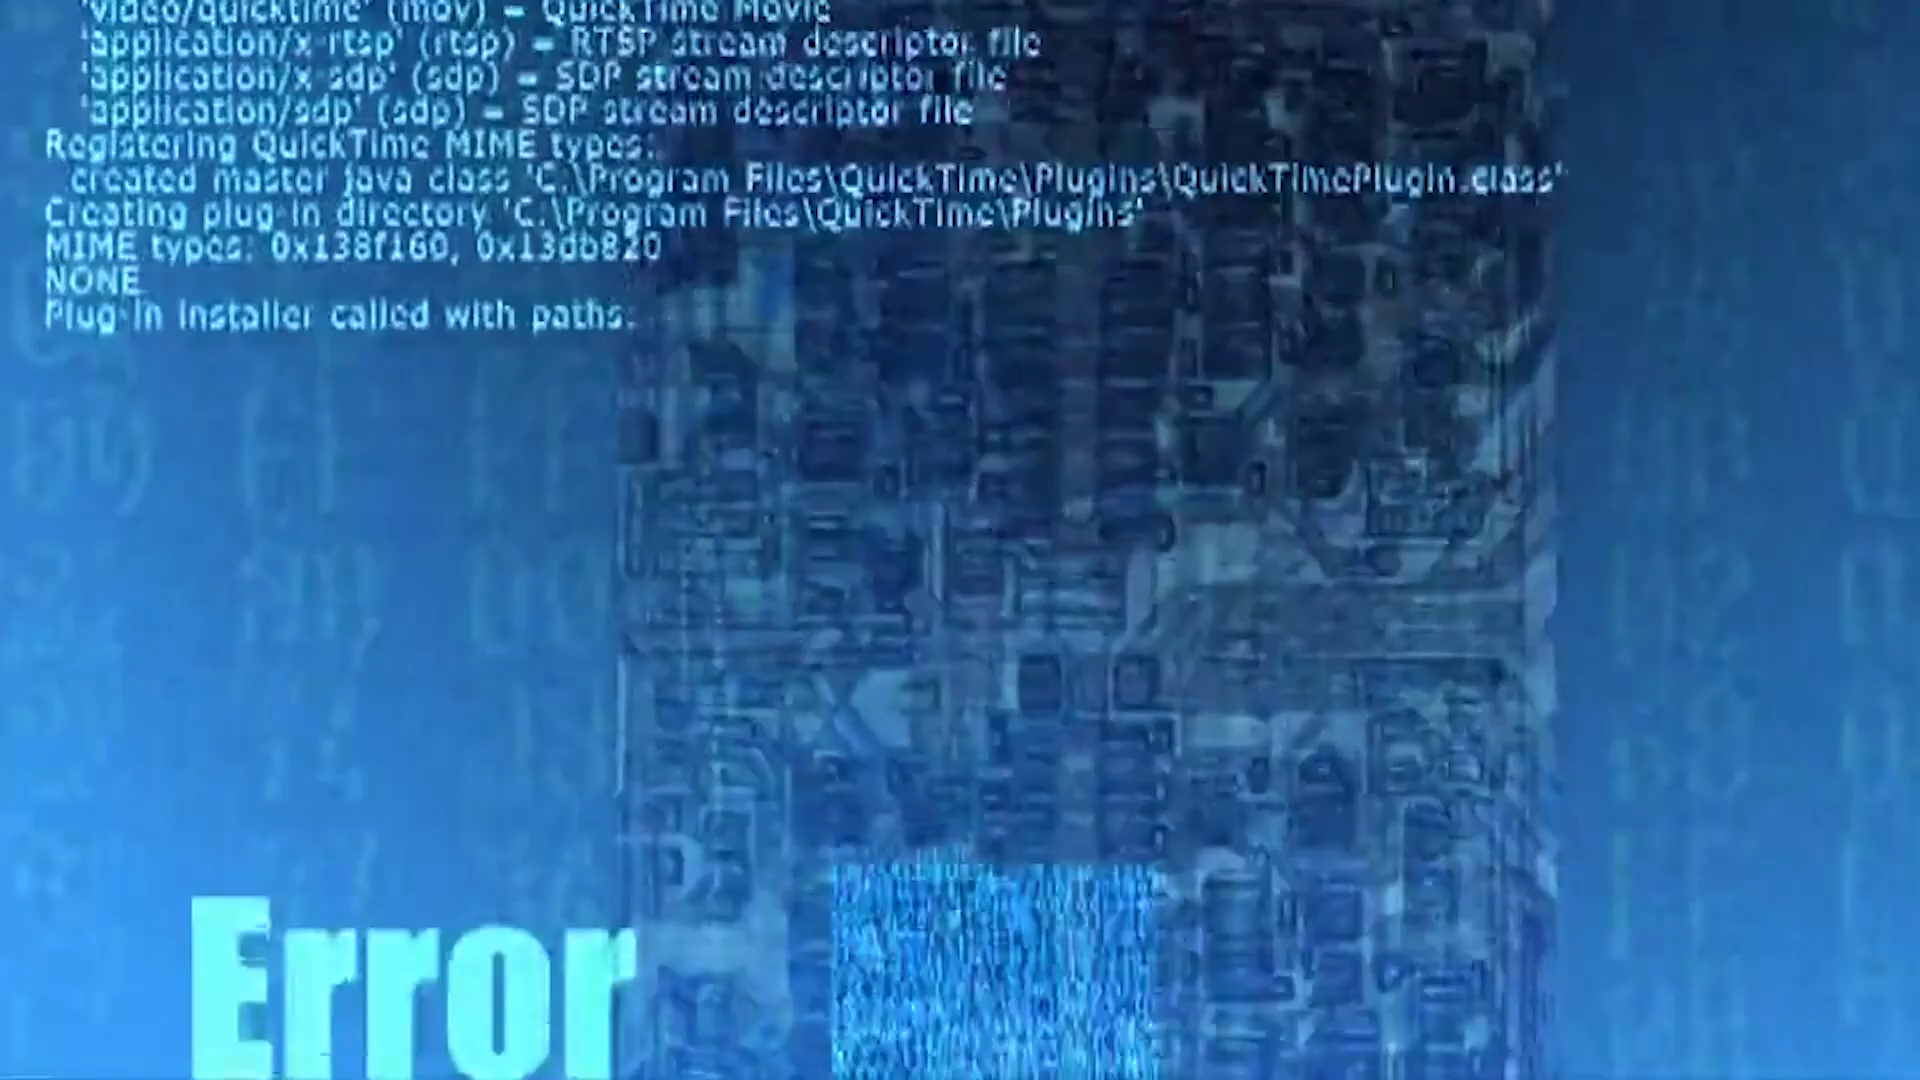 'video/quicktime' (mov) – QuickTime Movie
'application/x-rtsp' (rtsp) – RTSP stream descriptor file
'application/x-sdp' (sdp) – SDP stream descriptor file
'application/sdp' (sdp) – SDP stream descriptor file
Registering QuickTime MIME types:
created master java class 'C:\Program Files\QuickTime\Plugins\QuickTimePlugin.class'
Creating plug-in directory 'C:\Program Files\QuickTime\Plugins'
MIME types: 0x138f160, 0x13db820
NONE
Plug-in installer called with paths:
Error